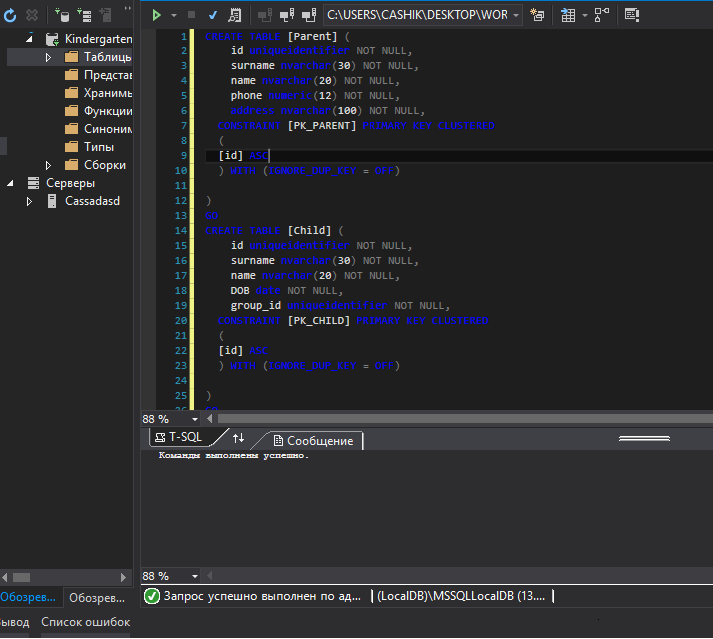 C:\USERS\CASHIK\DESKTOP\WOR
Kindergarten
Таблиць
Представ
Хранимы
Функции
Синоним
Типы
Сборки
Серверы
Cassadasd
1 CREATE TABLE [Parent] (
2 id uniqueidentifier NOT NULL,
3 surname nvarchar(30) NOT NULL,
4 name nvarchar(20) NOT NULL,
5 phone numeric(12) NOT NULL,
6 address nvarchar(100) NOT NULL,
7 CONSTRAINT [PK_PARENT] PRIMARY KEY CLUSTERED
8 (
9 [id] ASC
10 ) WITH (IGNORE_DUP_KEY = OFF)
11
12 )
13 GO
14 CREATE TABLE [Child] (
15 id uniqueidentifier NOT NULL,
16 surname nvarchar(30) NOT NULL,
17 name nvarchar(20) NOT NULL,
18 DOB date NOT NULL,
19 group_id uniqueidentifier NOT NULL,
20 CONSTRAINT [PK_CHILD] PRIMARY KEY CLUSTERED
21 (
22 [id] ASC
23 ) WITH (IGNORE_DUP_KEY = OFF)
24
25 )
88 %
T-SQL
Сообщение
Команды выполнены успешно.
88 %
Запрос успешно выполнен по ад... | (LocalDB)\MSSQLLocalDB (13.... |
Обозрев...
Обозрев...
ывод
Список ошибок